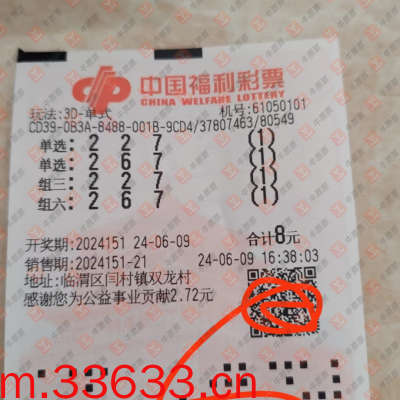 中国福利彩票
CHINA WELFARE LOTTERY
玩法:3D-单式 机号:61050101
CD39-0B3A-8488-001B-9CD4/37807463/80549
单选: 2 2 7 (1)
单选: 2 6 7 (1)
组三: 2 2 7 (1)
组六: 2 6 7 (1)
开奖期:2024151 24-06-09 合计8元
销售期:2024151-21 24-06-09 16:38:03
地址:临渭区闫村镇双龙村
感谢您为公益事业贡献2.72元
m.33633.cn